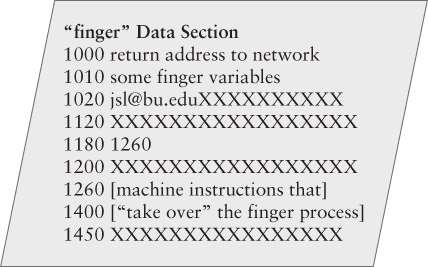 “finger” Data Section
1000 return address to network
1010 some finger variables
1020 jsl@bu.eduXXXXXXXXXX
1120 XXXXXXXXXXXXXXXXX
1180 1260
1200 XXXXXXXXXXXXXXXXX
1260 [machine instructions that]
1400 [“take over” the finger process]
1450 XXXXXXXXXXXXXXXX